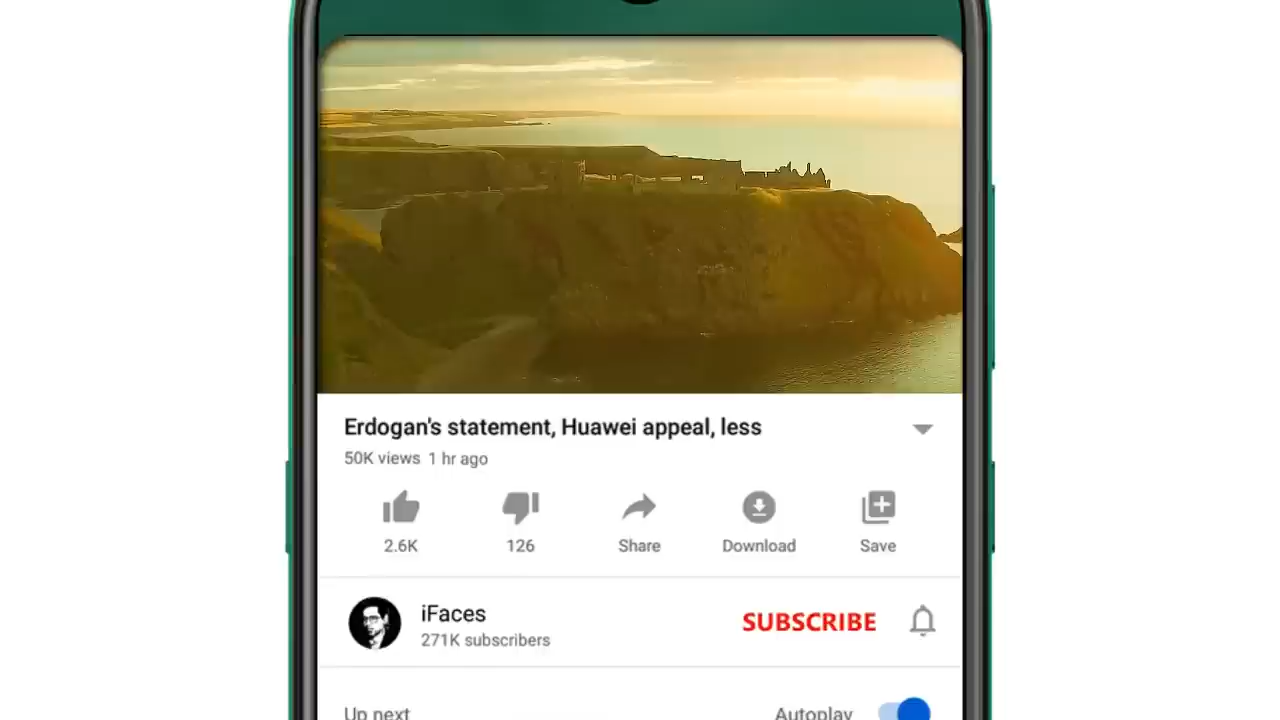 Erdogan's statement, Huawei appeal, less
50K views 1 hr ago
2.6K 126 Share Download Save
iFaces
271K subscribers
SUBSCRIBE
Up next Autoplay